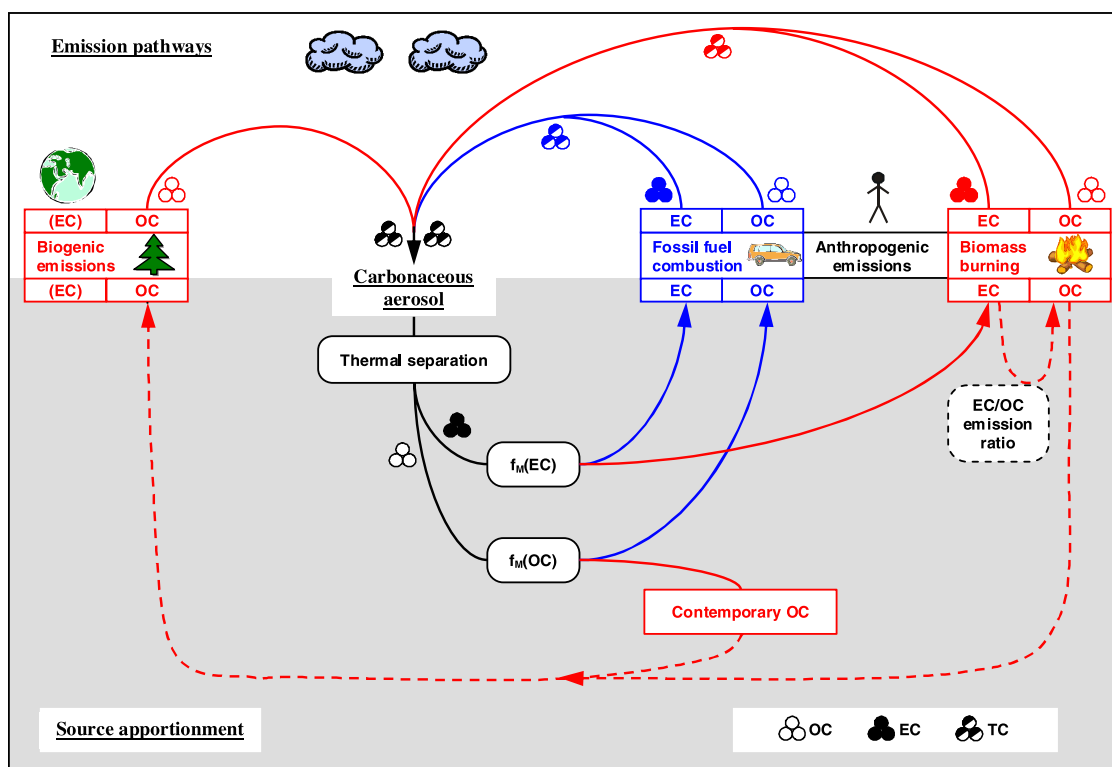 Emission pathways
(EC) OC
Biogenic
emissions
(EC) OC
Carbonaceous
aerosol
EC OC
Fossil fuel
combustion
EC OC
Anthropogenic
emissions
EC OC
Biomass
burning
EC OC
Thermal separation
EC/OC
emission
ratio
fM(EC)
fM(OC)
Contemporary OC
Source apportionment
OC EC TC